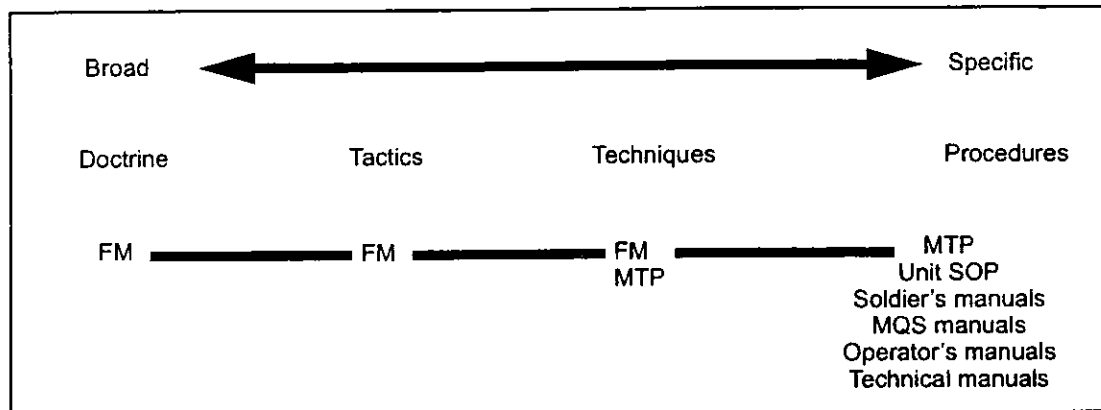 Broad Specific
Doctrine Tactics Techniques Procedures
FM FM FM MTP
MTP Unit SOP
Soldier's manuals
MQS manuals
Operator's manuals
Technical manuals